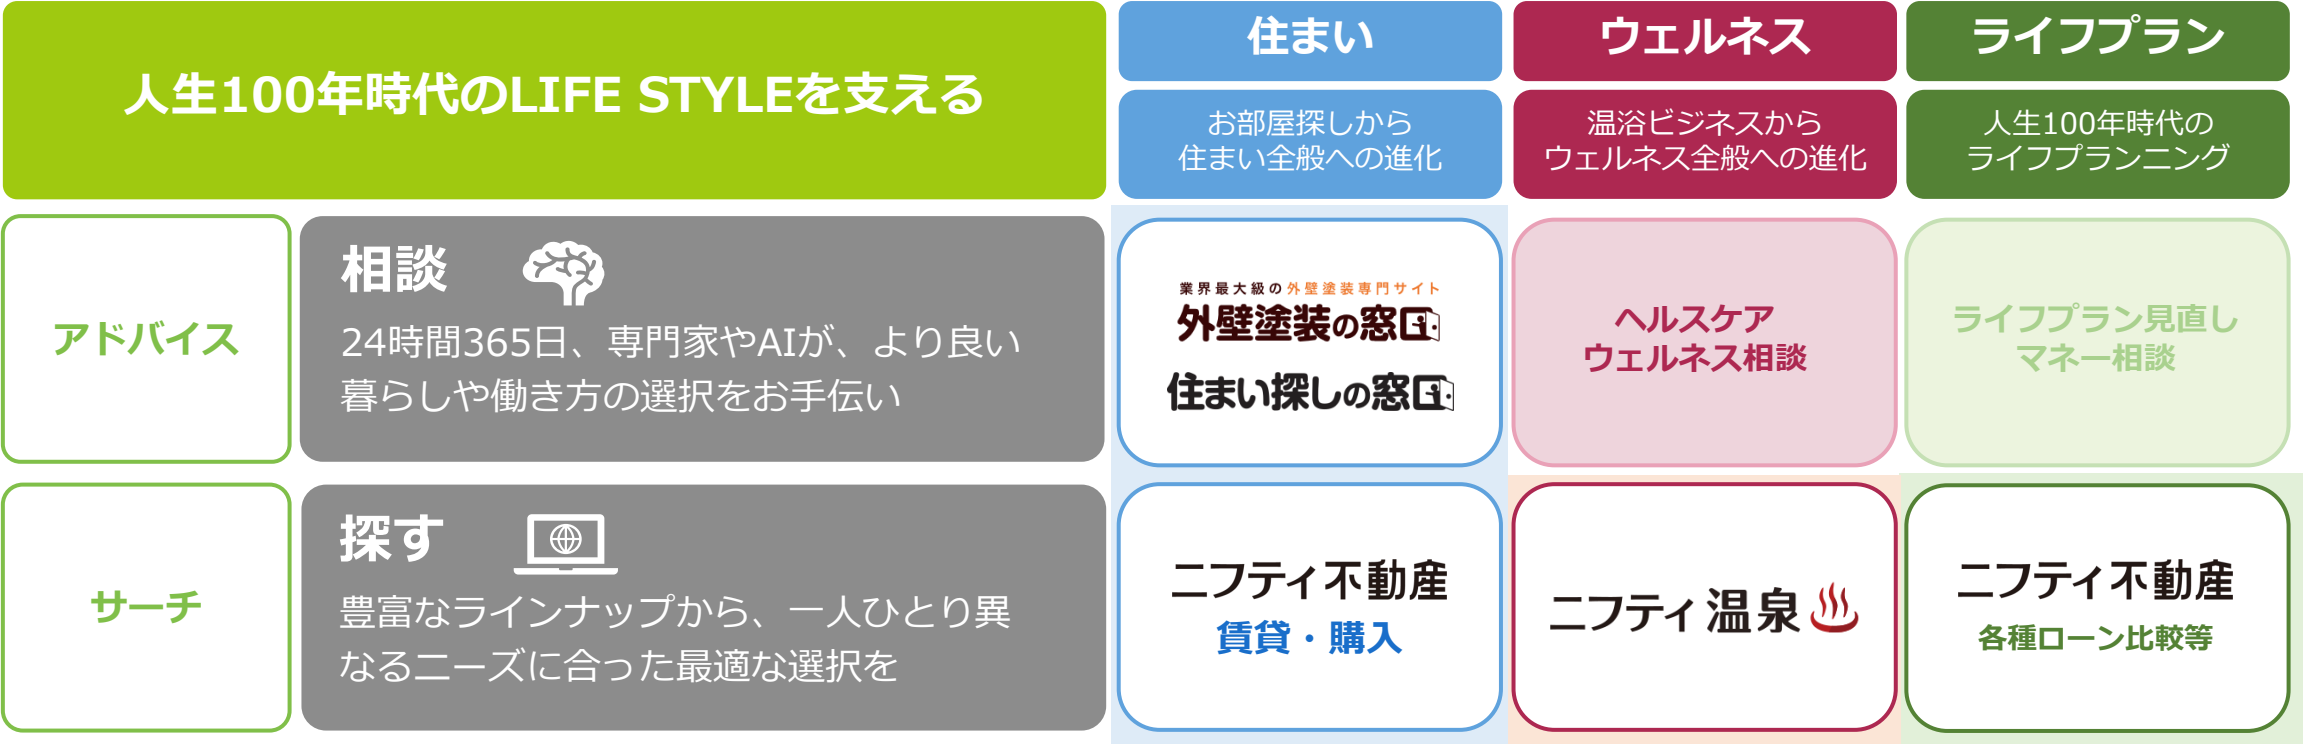 人生100年時代のLIFE STYLEを支える
住まい
お部屋探しから
住まい全般への進化
ウェルネス
温浴ビジネスから
ウェルネス全般への進化
ライフプラン
人生100年時代の
ライフプランニング
アドバイス
相談
24時間365日、専門家やAIが、より良い
暮らしや働き方の選択をお手伝い
業界最大級の外壁塗装専門サイト
外壁塗装の窓口
住まい探しの窓口
ヘルスケア
ウェルネス相談
ライフプラン見直し
マネー相談
サーチ
探す
豊富なラインナップから、一人ひとり異
なるニーズに合った最適な選択を
ニフティ不動産
賃貸・購入
ニフティ温泉
ニフティ不動産
各種ローン比較等